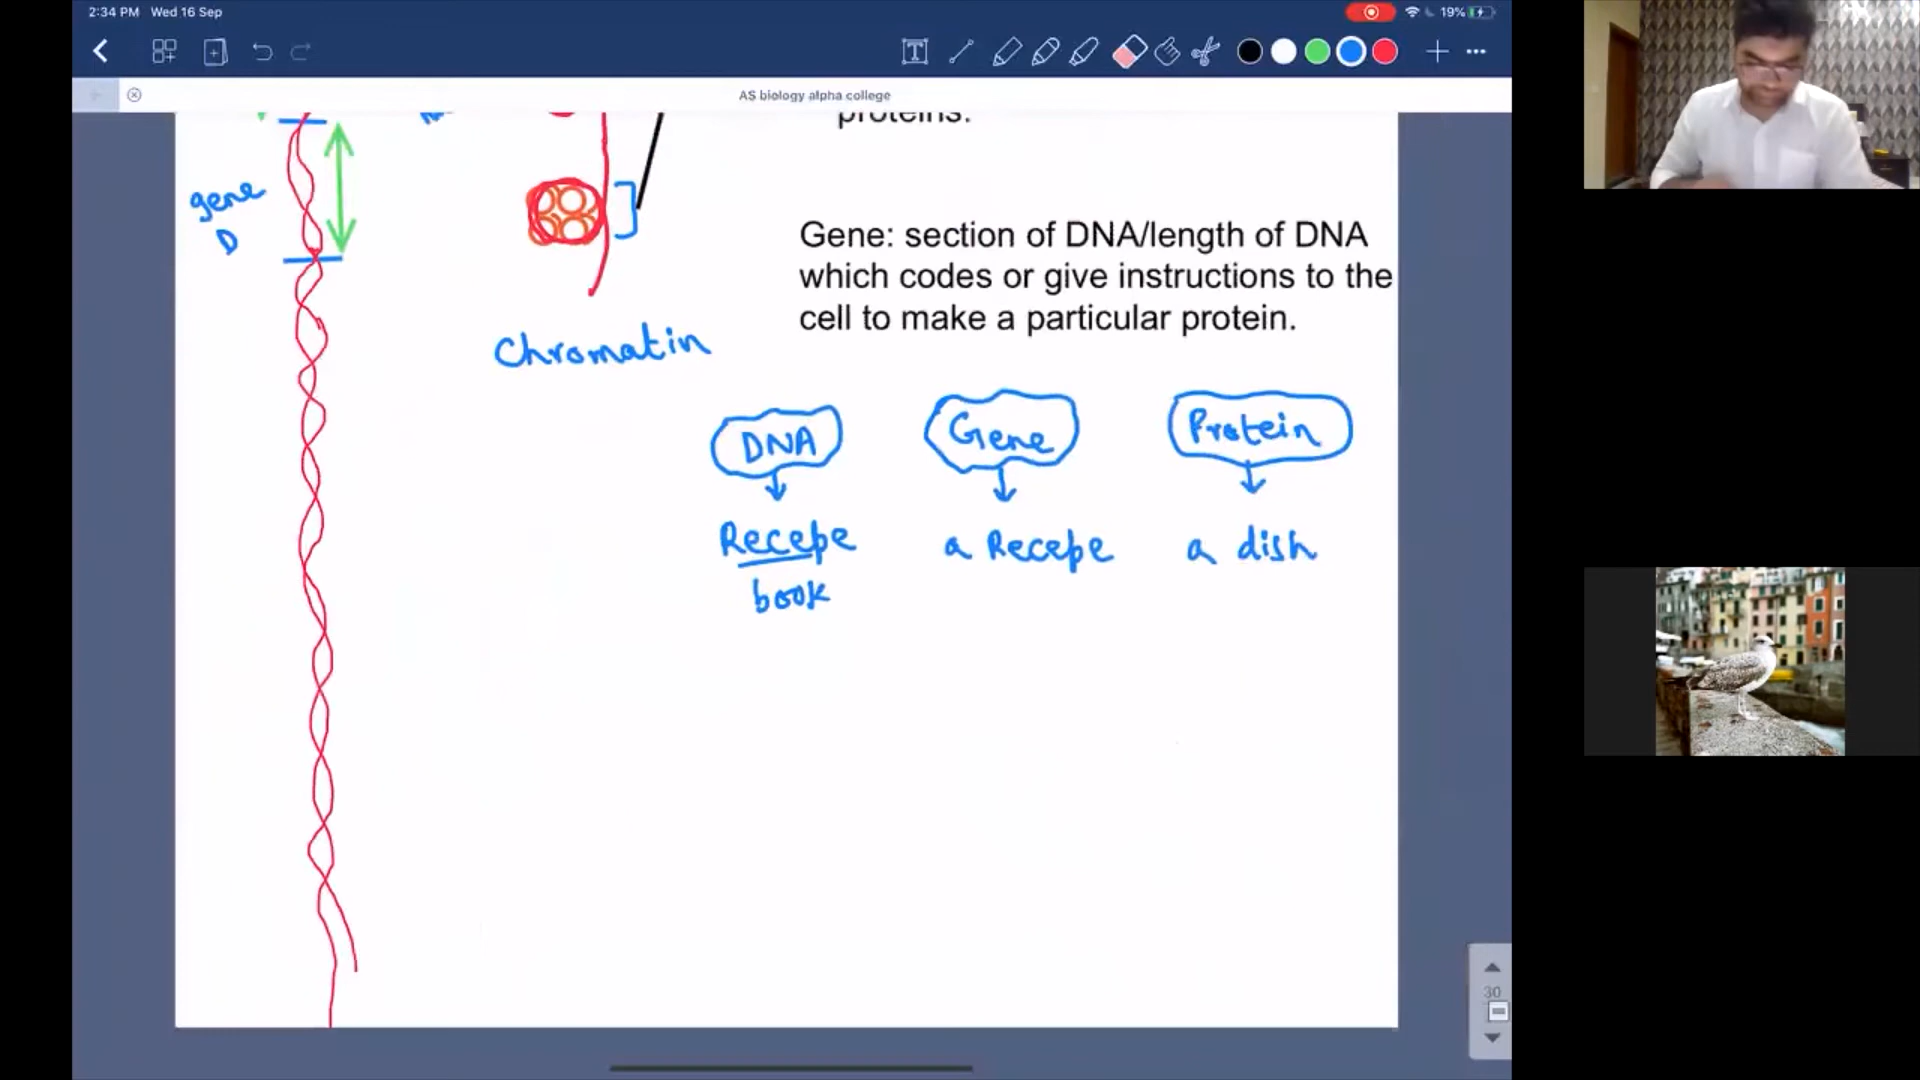 2:34 PM Wed 16 Sep
19%
AS biology alpha college
proteins.
gene
D
Gene: section of DNA/length of DNA
which codes or give instructions to the
cell to make a particular protein.
Chromatin
DNA Gene Protein
Recepe a Recepe a dish
book
30